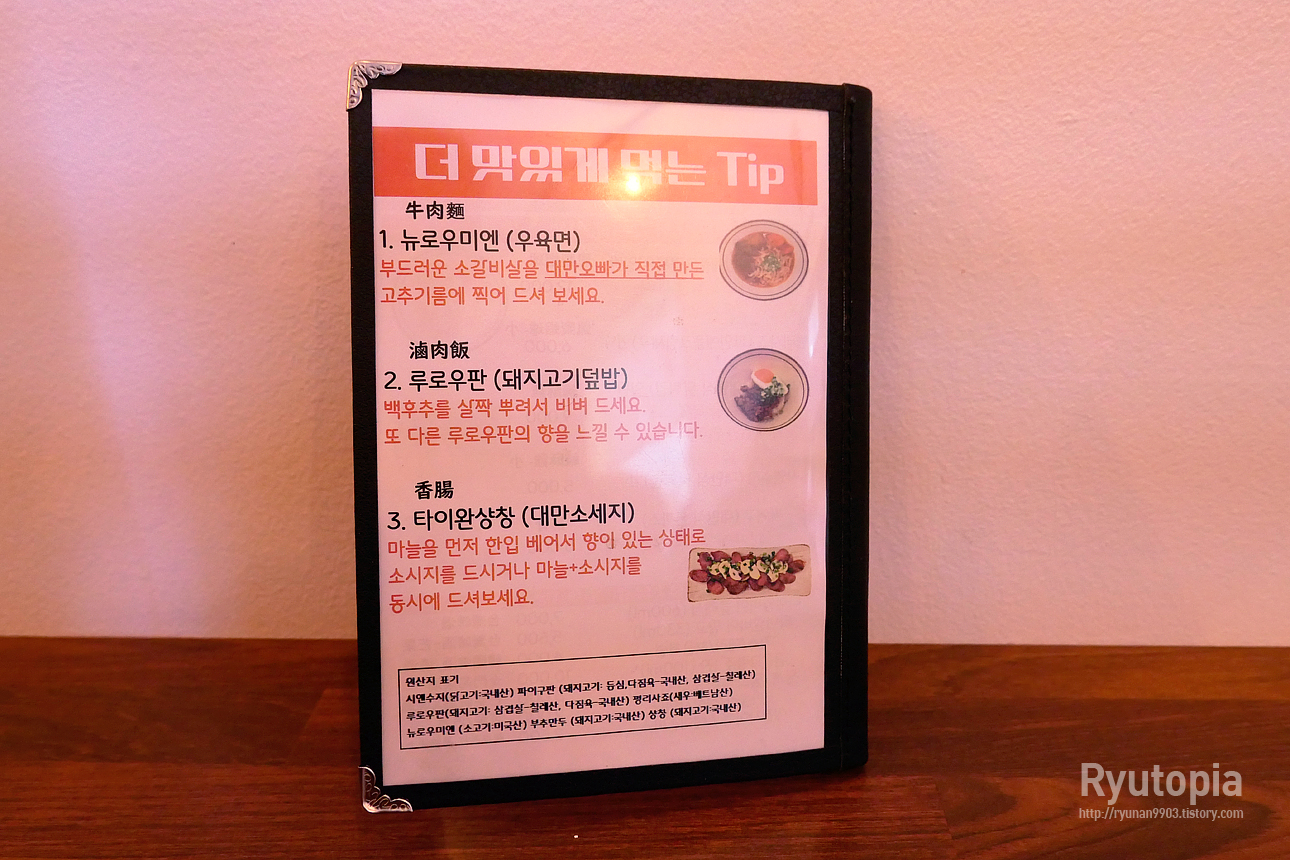 더 맛있게 먹는 Tip
牛肉麵
1. 뉴로우미엔 (우육면)
부드러운 소갈비살을 대만오빠가 직접 만든
고추기름에 찍어 드셔 보세요.
滷肉飯
2. 루로우판 (돼지고기덮밥)
백후추를 살짝 뿌려서 비벼 드세요.
또 다른 루로우판의 향을 느낄 수 있습니다.
香腸
3. 타이완샹창 (대만소세지)
마늘을 먼저 한입 베어서 향이 있는 상태로
소시지를 드시거나 마늘+소시지를
동시에 드셔보세요.
원산지 표기
시앤수지(닭고기:국내산) 파이구판 (돼지고기: 등심,다짐육-국내산, 삼겹살-칠레산)
루로우판(돼지고기: 삼겹살-칠레산, 다짐육-국내산) 펑리사죠(새우:베트남산)
뉴로우미엔 (소고기:미국산) 부추만두 (돼지고기:국내산) 샹창 (돼지고기:국내산)
Ryutopia
http://ryunan9903.tistory.com